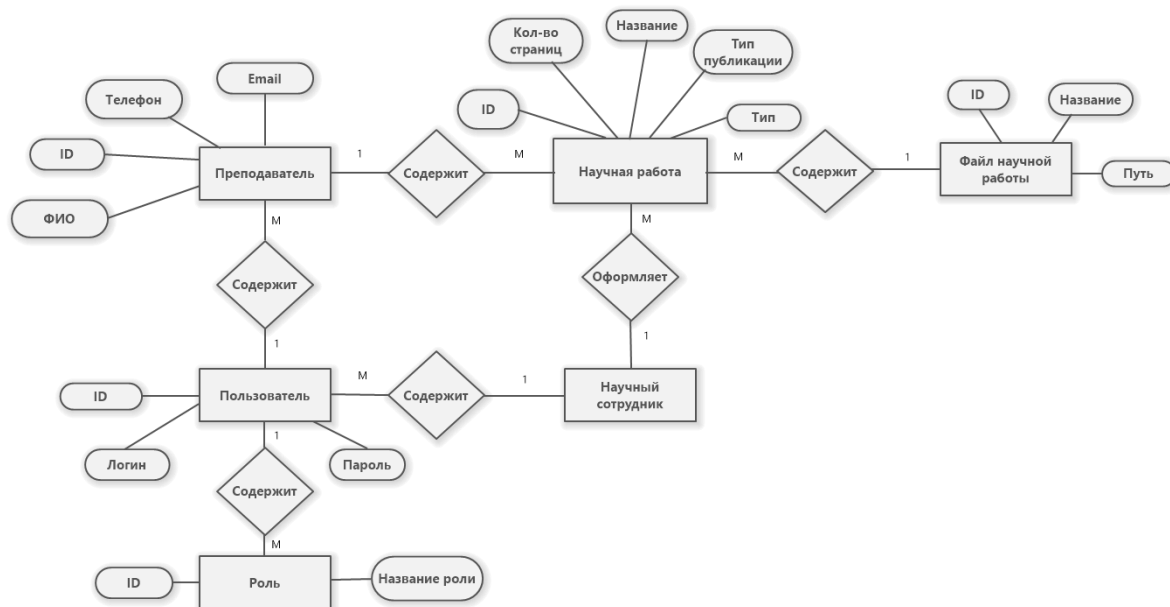 Кол-во
страниц
Название
Тип
публикации
Email
Телефон
ID
Название
ID
Тип
ID
Преподаватель
1
Содержит
М
Научная работа
М
Содержит
1
Файл научной
работы
Путь
ФИО
М
М
Содержит
Оформляет
1
1
ID
Пользователь
М
Содержит
1
Научный
сотрудник
Логин
1
Пароль
Содержит
М
ID
Роль
Название роли